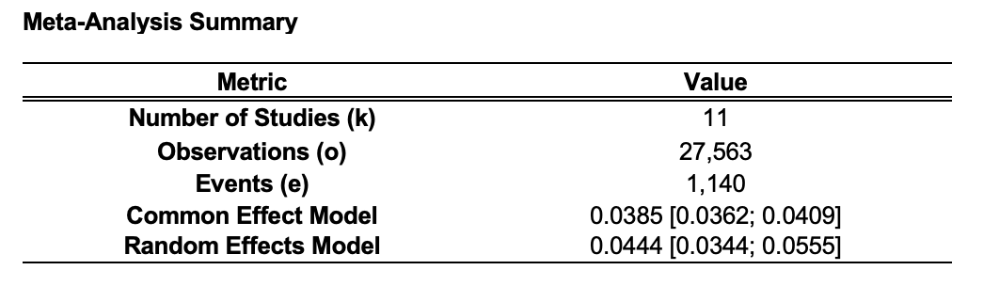 Meta-Analysis Summary
Metric Value
Number of Studies (k) 11
Observations (o) 27,563
Events (e) 1,140
Common Effect Model 0.0385 [0.0362; 0.0409]
Random Effects Model 0.0444 [0.0344; 0.0555]